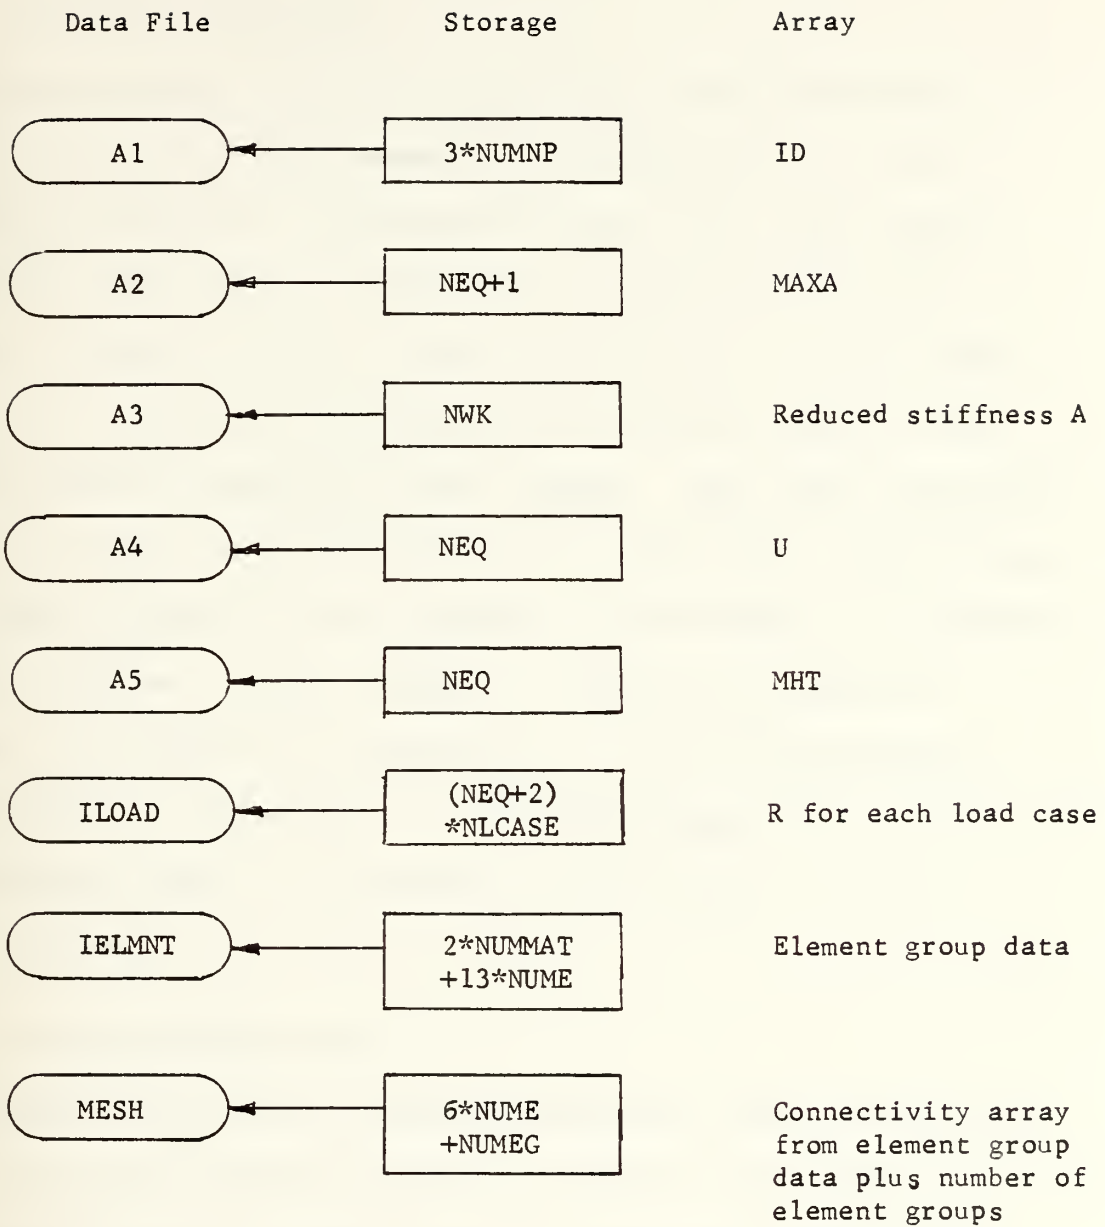 Data File Storage Array
A1 3*NUMNP ID
A2 NEQ+1 MAXA
A3 NWK Reduced stiffness A
A4 NEQ U
A5 NEQ MHT
ILOAD (NEQ+2)
*NLCASE R for each load case
IELMNT 2*NUMMAT
+13*NUME Element group data
MESH 6*NUME
+NUMEG
Connectivity array
from element group
data plus number of
element groups